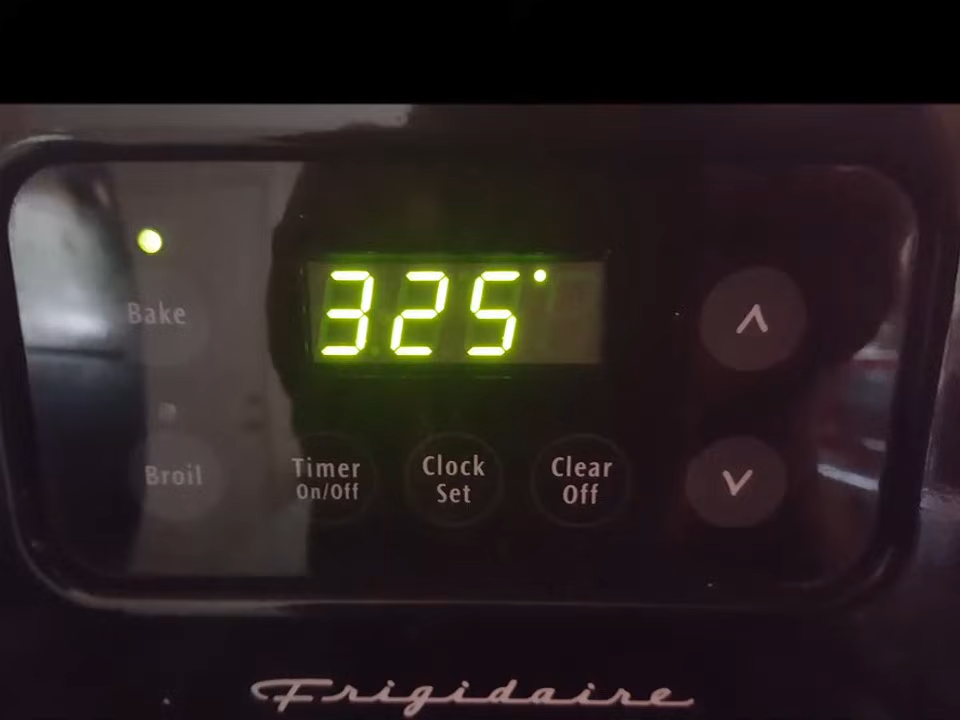 325°
Bake
Broil
Timer
On/Off
Clock
Set
Clear
Off
Frigidaire